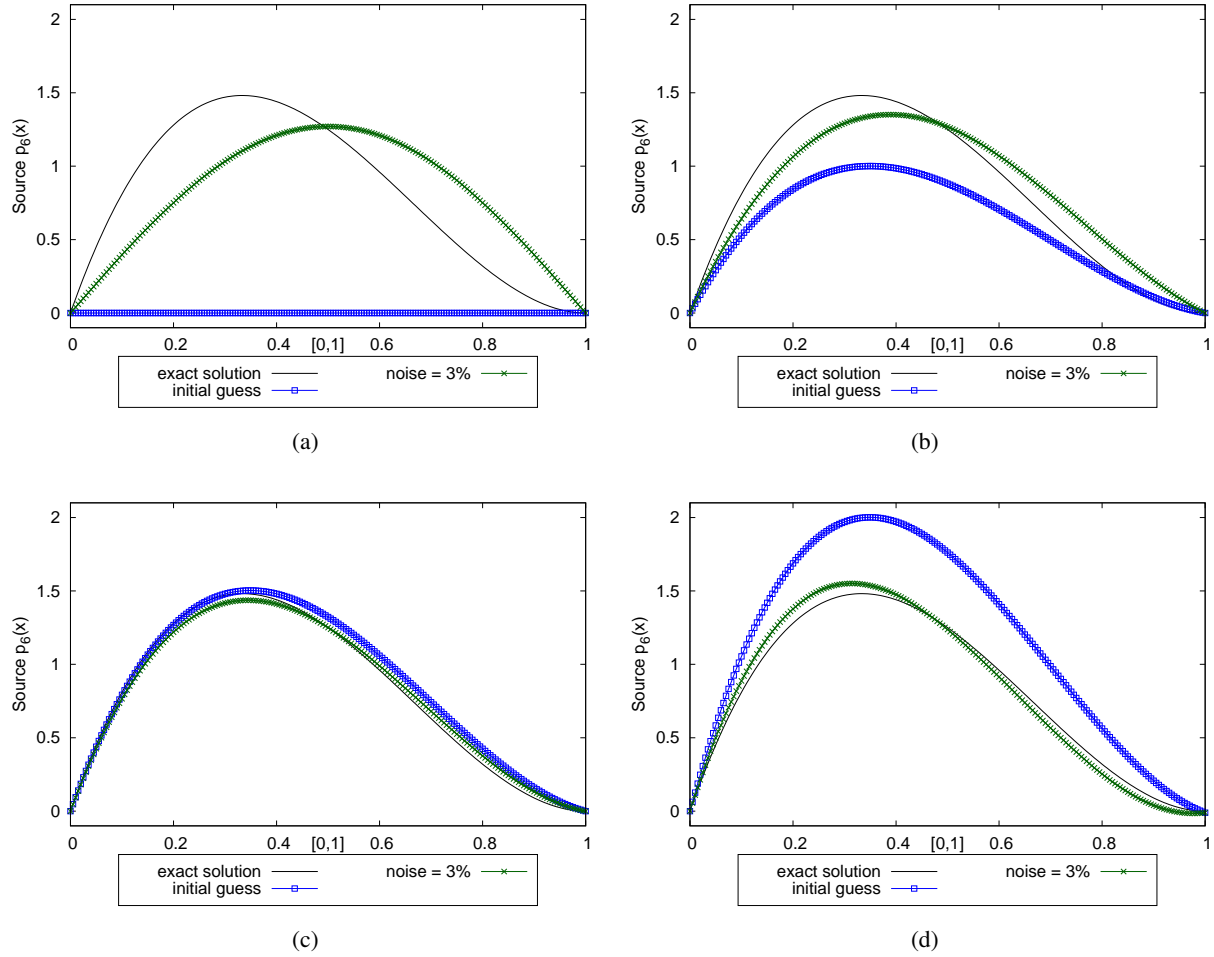 2
1.5
1
0.5
0
Source p6(x)
0 0.2 0.4 [0,1] 0.6 0.8 1
exact solution
initial guess
noise = 3%
(a)
2
1.5
1
0.5
0
Source p6(x)
0 0.2 0.4 [0,1] 0.6 0.8 1
exact solution
initial guess
noise = 3%
(b)
2
1.5
1
0.5
0
Source p6(x)
0 0.2 0.4 [0,1] 0.6 0.8 1
exact solution
initial guess
noise = 3%
(c)
2
1.5
1
0.5
0
Source p6(x)
0 0.2 0.4 [0,1] 0.6 0.8 1
exact solution
initial guess
noise = 3%
(d)